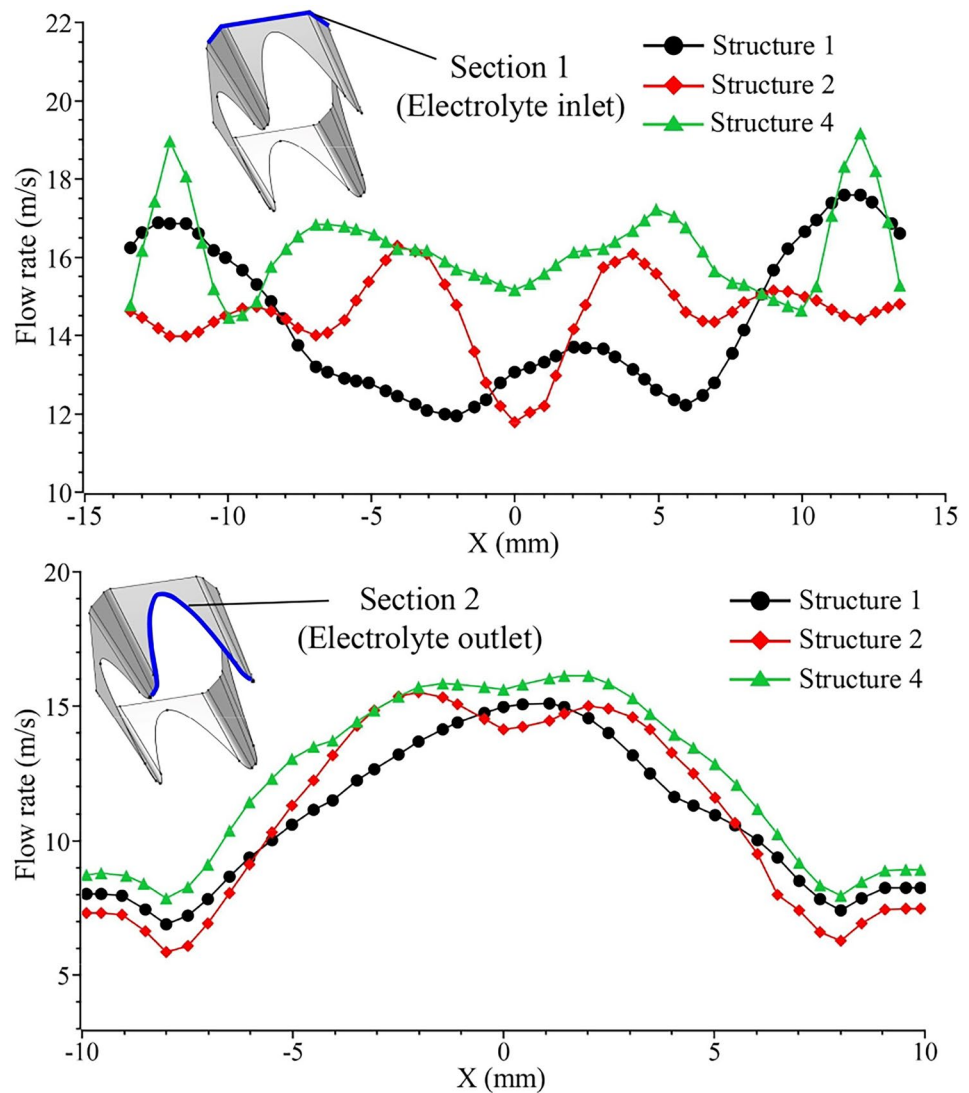 22
20
18
16
14
12
10
Flow rate (m/s)
Section 1
(Electrolyte inlet)
Structure 1
Structure 2
Structure 4
-15
-10
-5
0
5
10
15
X (mm)
20
15
10
5
Flow rate (m/s)
Section 2
(Electrolyte outlet)
Structure 1
Structure 2
Structure 4
-10
-5
0
5
10
X (mm)